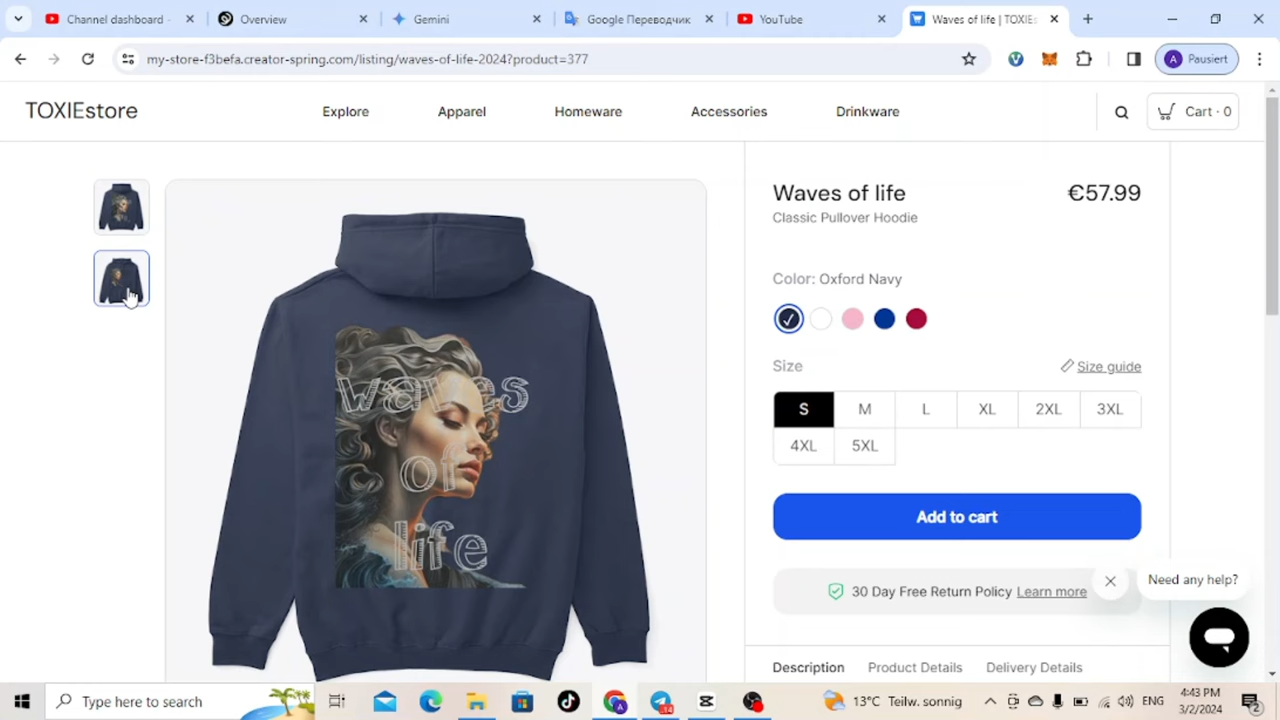 Channel dashboard -
Overview
Gemini
Google Переводчик
YouTube
Waves of life | TOXIEs
my-store-f3befa.creator-spring.com/listing/waves-of-life-2024?product=377
A
Pausiert
TOXIEstore
Explore
Apparel
Homeware
Accessories
Drinkware
Cart · 0
waves
of
life
Waves of life
€57.99
Classic Pullover Hoodie
Color: Oxford Navy
Size
Size guide
S
M
L
XL
2XL
3XL
4XL
5XL
Add to cart
30 Day Free Return Policy Learn more
Need any help?
Description
Product Details
Delivery Details
Type here to search
13°C Teilw. sonnig
ENG
4:43 PM
3/2/2024
2